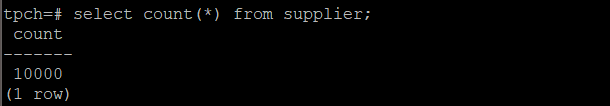 tpch=# select count(*) from supplier;
 count
-------
 10000
(1 row)